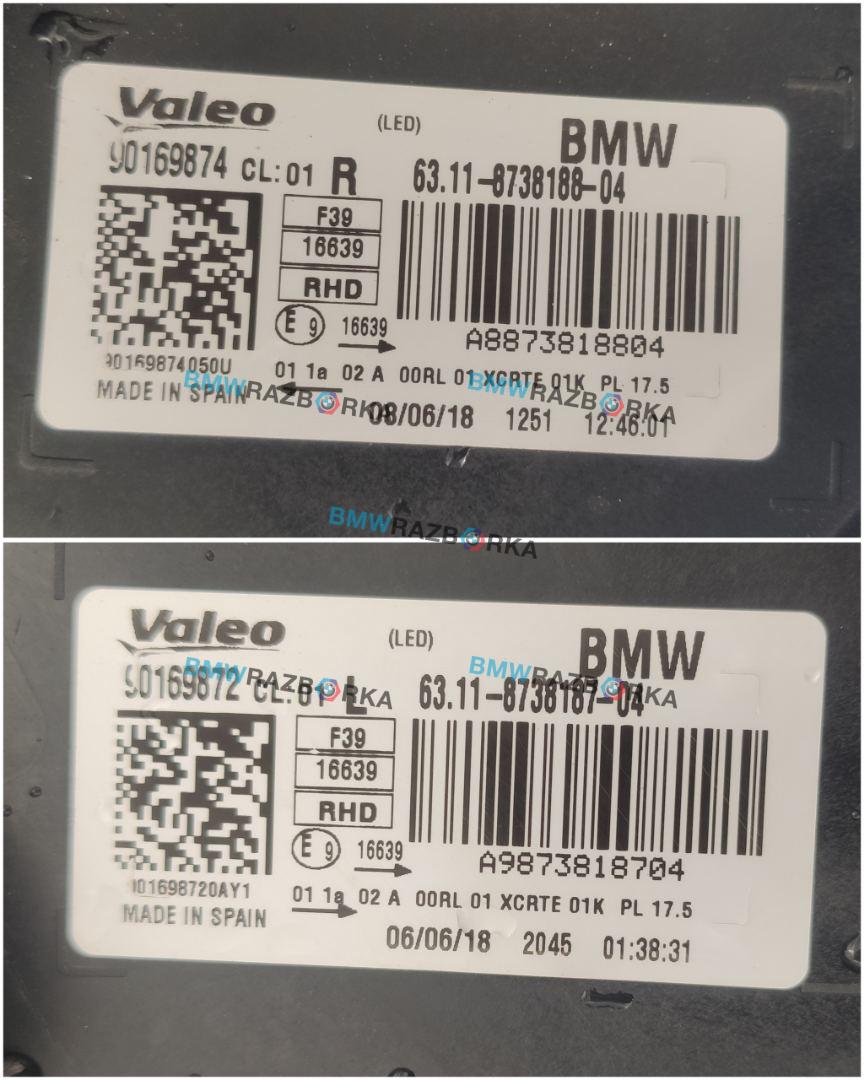 Valeo (LED) BMW
90169874 CL:01 R 63.11-8738188-04
F39
16639
RHD
E 9 16639
A8873818804
90169874050U
01 1a 02 A 00RL 01 XCRTE 01K PL 17.5
MADE IN SPAIN
BMWRAZBORKA BMWRAZBORKA
08/06/18 1251 12:46:01
BMWRAZBORKA
Valeo (LED) BMW
90169872 CL:01 L 63.11-8738187-04
BMWRAZBORKA BMWRAZBORKA
F39
16639
RHD
E 9 16639
A9873818704
901698720AY1
01 1a 02 A 00RL 01 XCRTE 01K PL 17.5
MADE IN SPAIN
06/06/18 2045 01:38:31